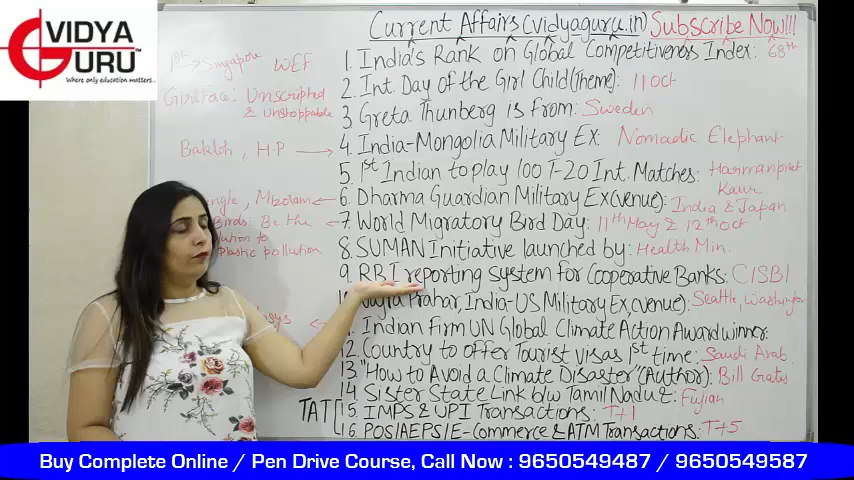 VIDYA
GURU
TM
Where only education matters...
Current Affairs (vidyaguru.in) Subscribe Now!!!
1st → Singapore WEF
1. India's Rank on Global Competitiveness Index: 68th
2. Int Day of the Girl Child (Theme): 11 Oct
Girlforce: Unscripted
& unstoppable
3 Greta Thunberg is from: Sweden
Bakloh, H.P →
4. India-Mongolia Military Ex: Nomadic Elephant
5. 1st Indian to play 100 T-20 Int. Matches: Harmanpreet
Kaur
Mizoram ←
6. Dharma Guardian Military Ex(venue): India & Japan
Birds: Be the ←
7. World Migratory Bird Day: 11th May & 12th Oct
to
Plastic pollution
8. SUMAN Initiative launched by: Health Min.
9. RBI reporting system for Cooperative Banks: CISBI
Prahar, India-US Military Ex, (venue): Seattle, Washington
←
Indian Firm UN Global Climate Action Award winner:
12. Country to offer Tourist visas 1st time: Saudi Arab.
13. "How to Avoid a Climate Disaster" (Author): Bill Gates
14. Sister State Link b/w Tamil Nadu &: Fujian
TAT
15. IMPS & UPI Transactions: T+1
16. POS/AEPS/E-Commerce & ATM Transactions: T+5
Buy Complete Online / Pen Drive Course, Call Now : 9650549487 / 9650549587